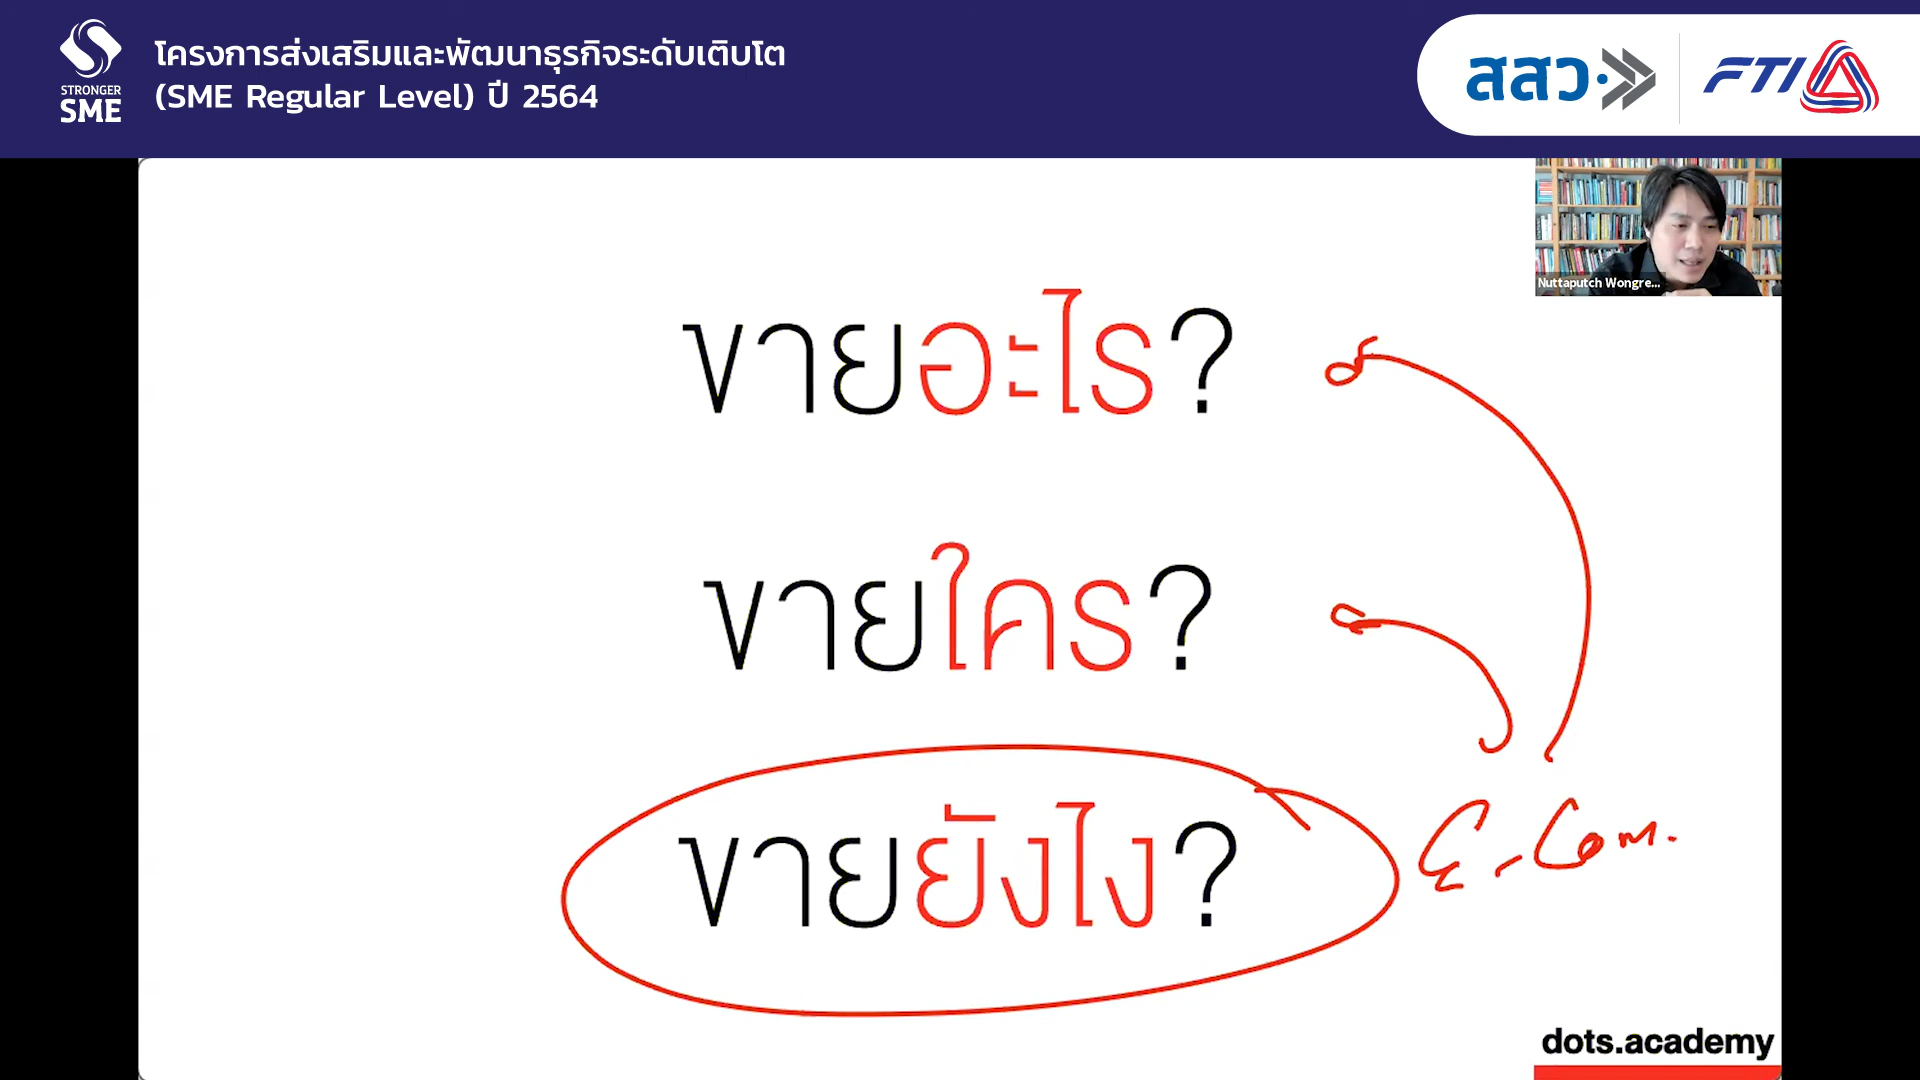 STRONGER
SME
โครงการส่งเสริมและพัฒนาธุรกิจระดับเติบโต
(SME Regular Level) ปี 2564
สสว
FTI
Nuttaputch Wongre...
ขายอะไร?
ขายใคร?
ขายยังไง?
E-Com.
dots.academy